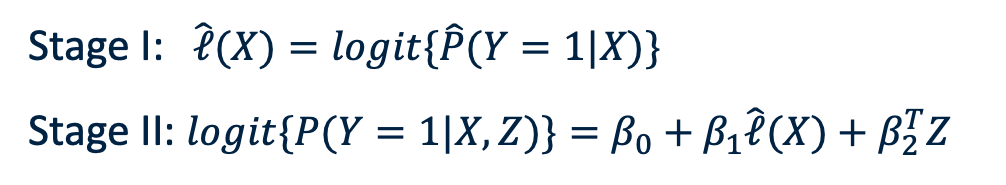 Stage I: ℓ̂(X) = logit{P̂(Y = 1|X)}
Stage II: logit{P(Y = 1|X, Z)} = β₀ + β₁ℓ̂(X) + β₂ᵀZ